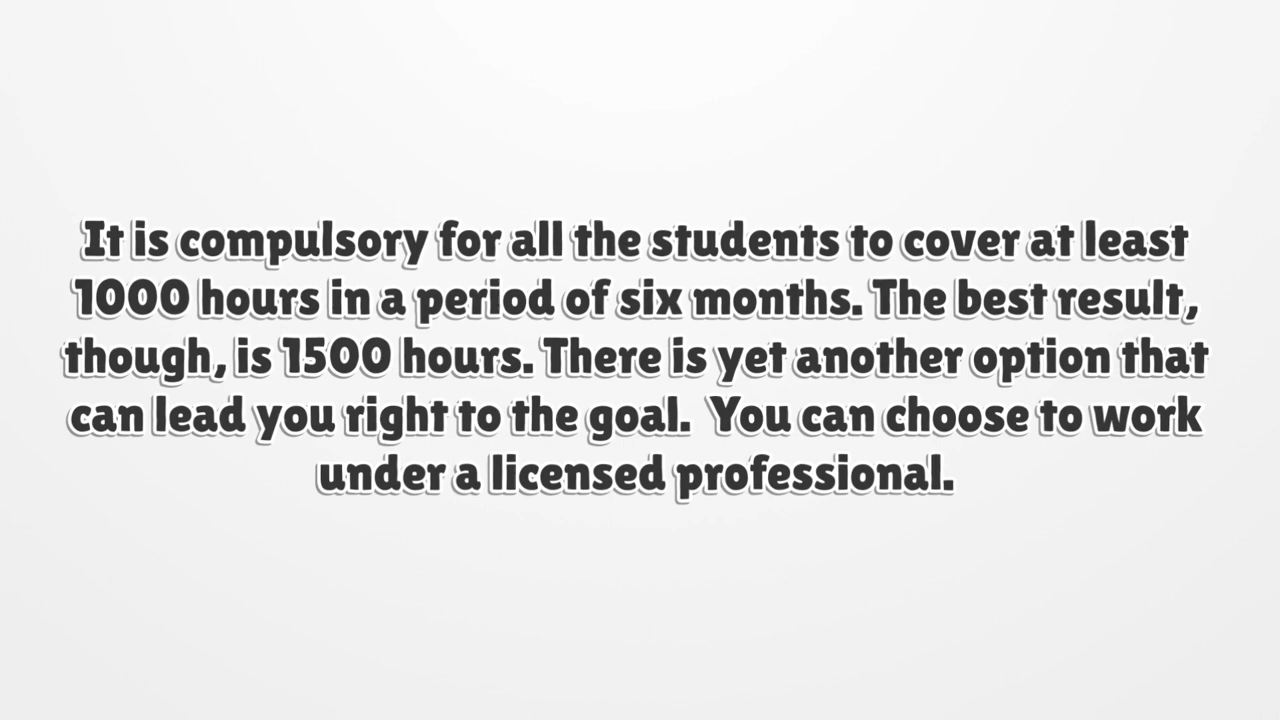 It is compulsory for all the students to cover at least
1000 hours in a period of six months. The best result,
though, is 1500 hours. There is yet another option that
can lead you right to the goal.  You can choose to work
under a licensed professional.